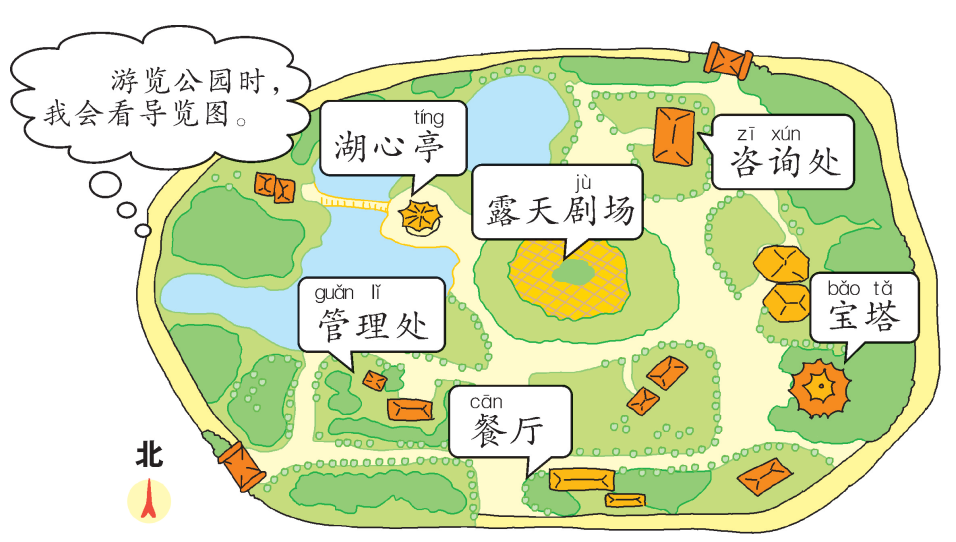 游览公园时，
我会看导览图。
tíng
湖心亭
zī xún
咨询处
jù
露天剧场
guǎn lǐ
管理处
bǎo tǎ
宝塔
cān
餐厅
北